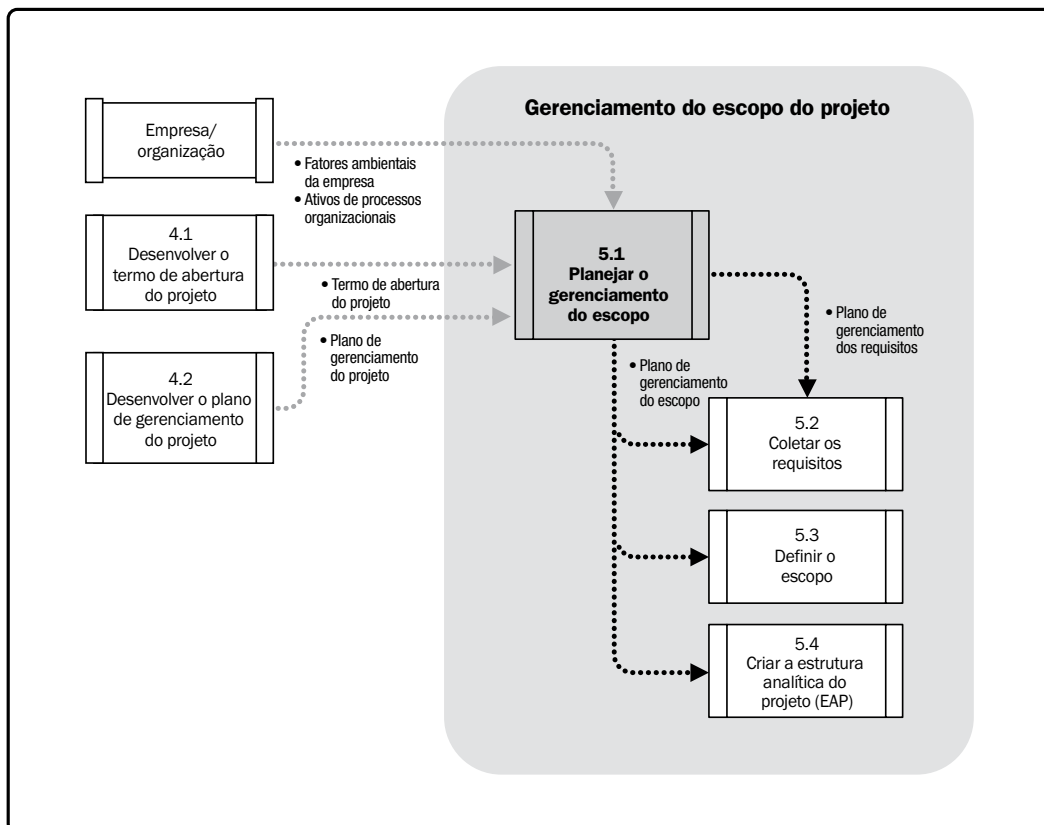 Gerenciamento do escopo do projeto
Empresa/
organização
• Fatores ambientais
da empresa
• Ativos de processos
organizacionais
4.1
Desenvolver o
termo de abertura
do projeto
• Termo de abertura
do projeto
4.2
Desenvolver o plano
de gerenciamento
do projeto
• Plano de
gerenciamento
do projeto
5.1
Planejar o
gerenciamento
do escopo
• Plano de
gerenciamento
dos requisitos
• Plano de
gerenciamento
do escopo
5.2
Coletar os
requisitos
5.3
Definir o
escopo
5.4
Criar a estrutura
analítica do
projeto (EAP)